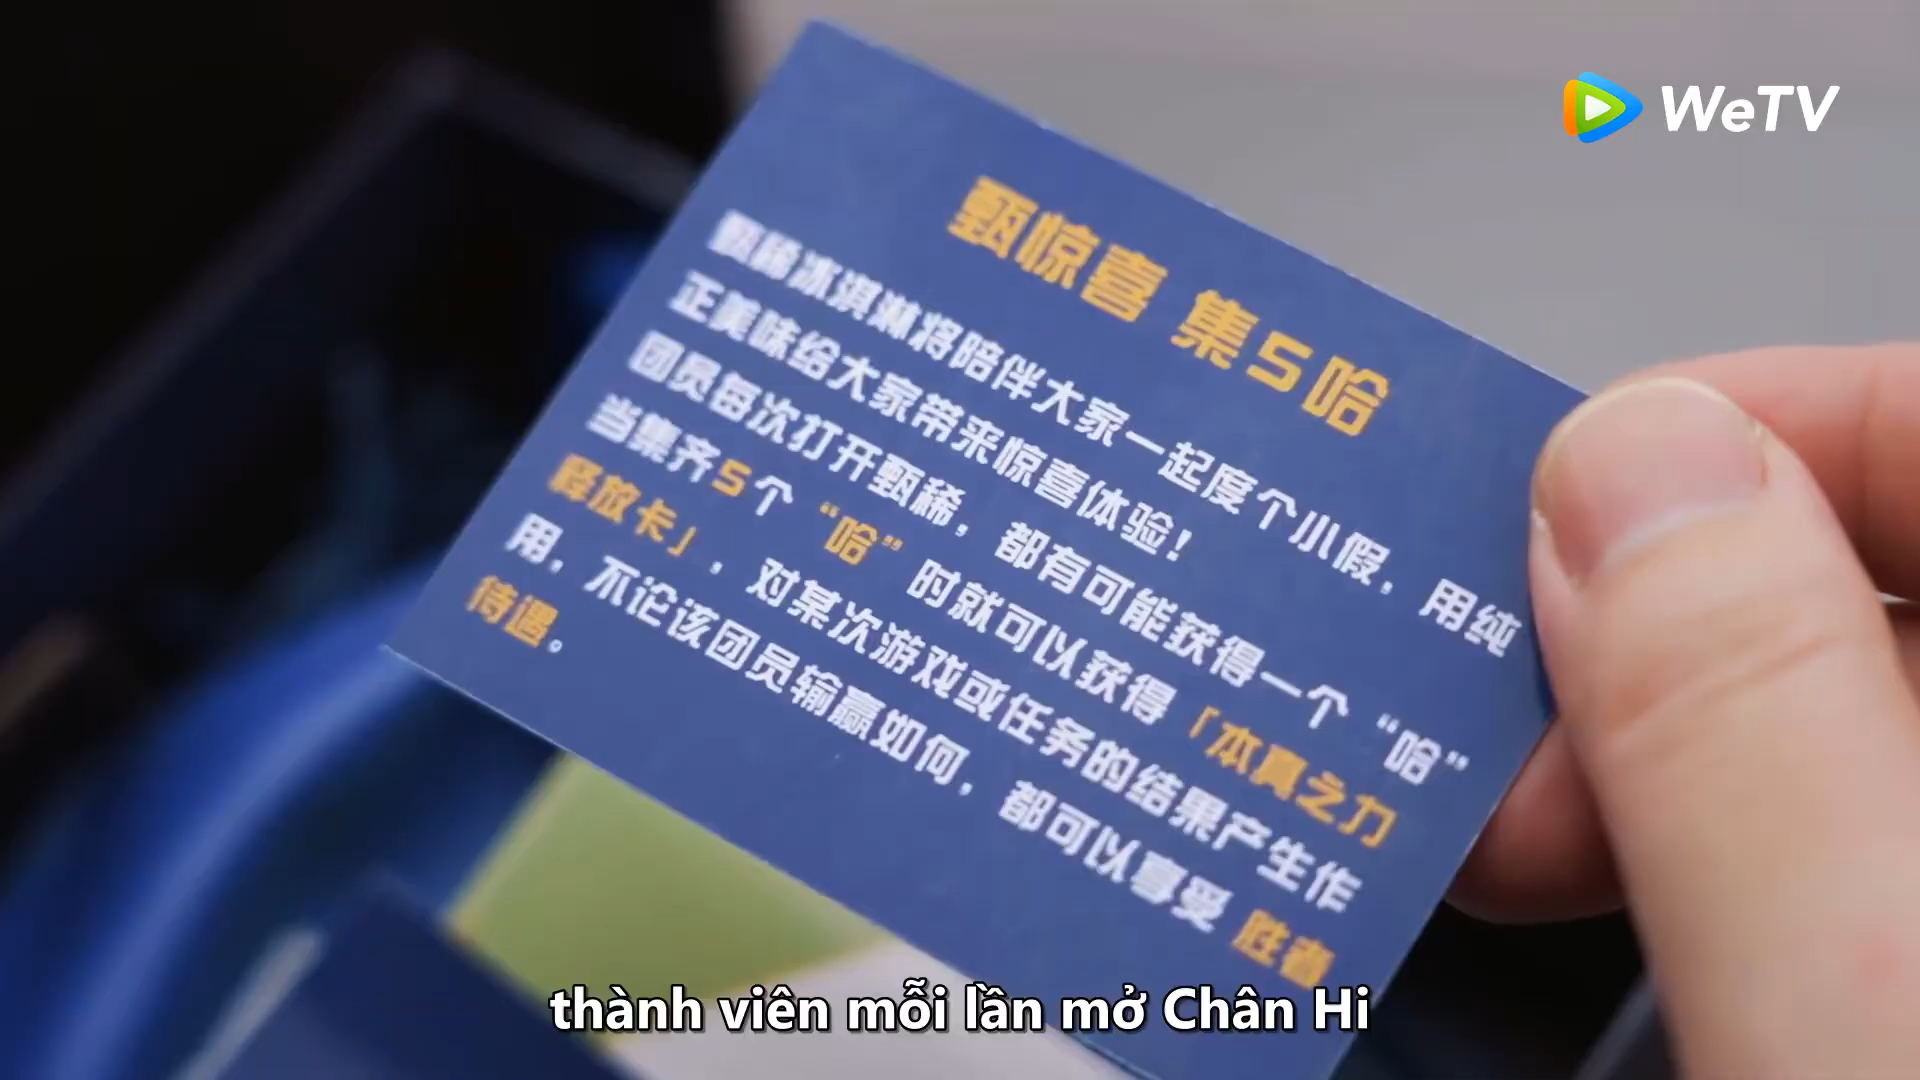 WeTV
甄惊喜 集5哈
甄稀冰淇淋将陪伴大家一起度个小假，用纯
正美味给大家带来惊喜体验！
团员每次打开甄稀，都有可能获得一个“哈”
当集齐5个“哈”时就可以获得「本真之力
释放卡」，对某次游戏或任务的结果产生作
用，不论该团员输赢如何，都可以享受 胜者
待遇。
thành viên mỗi lần mở Chân Hi